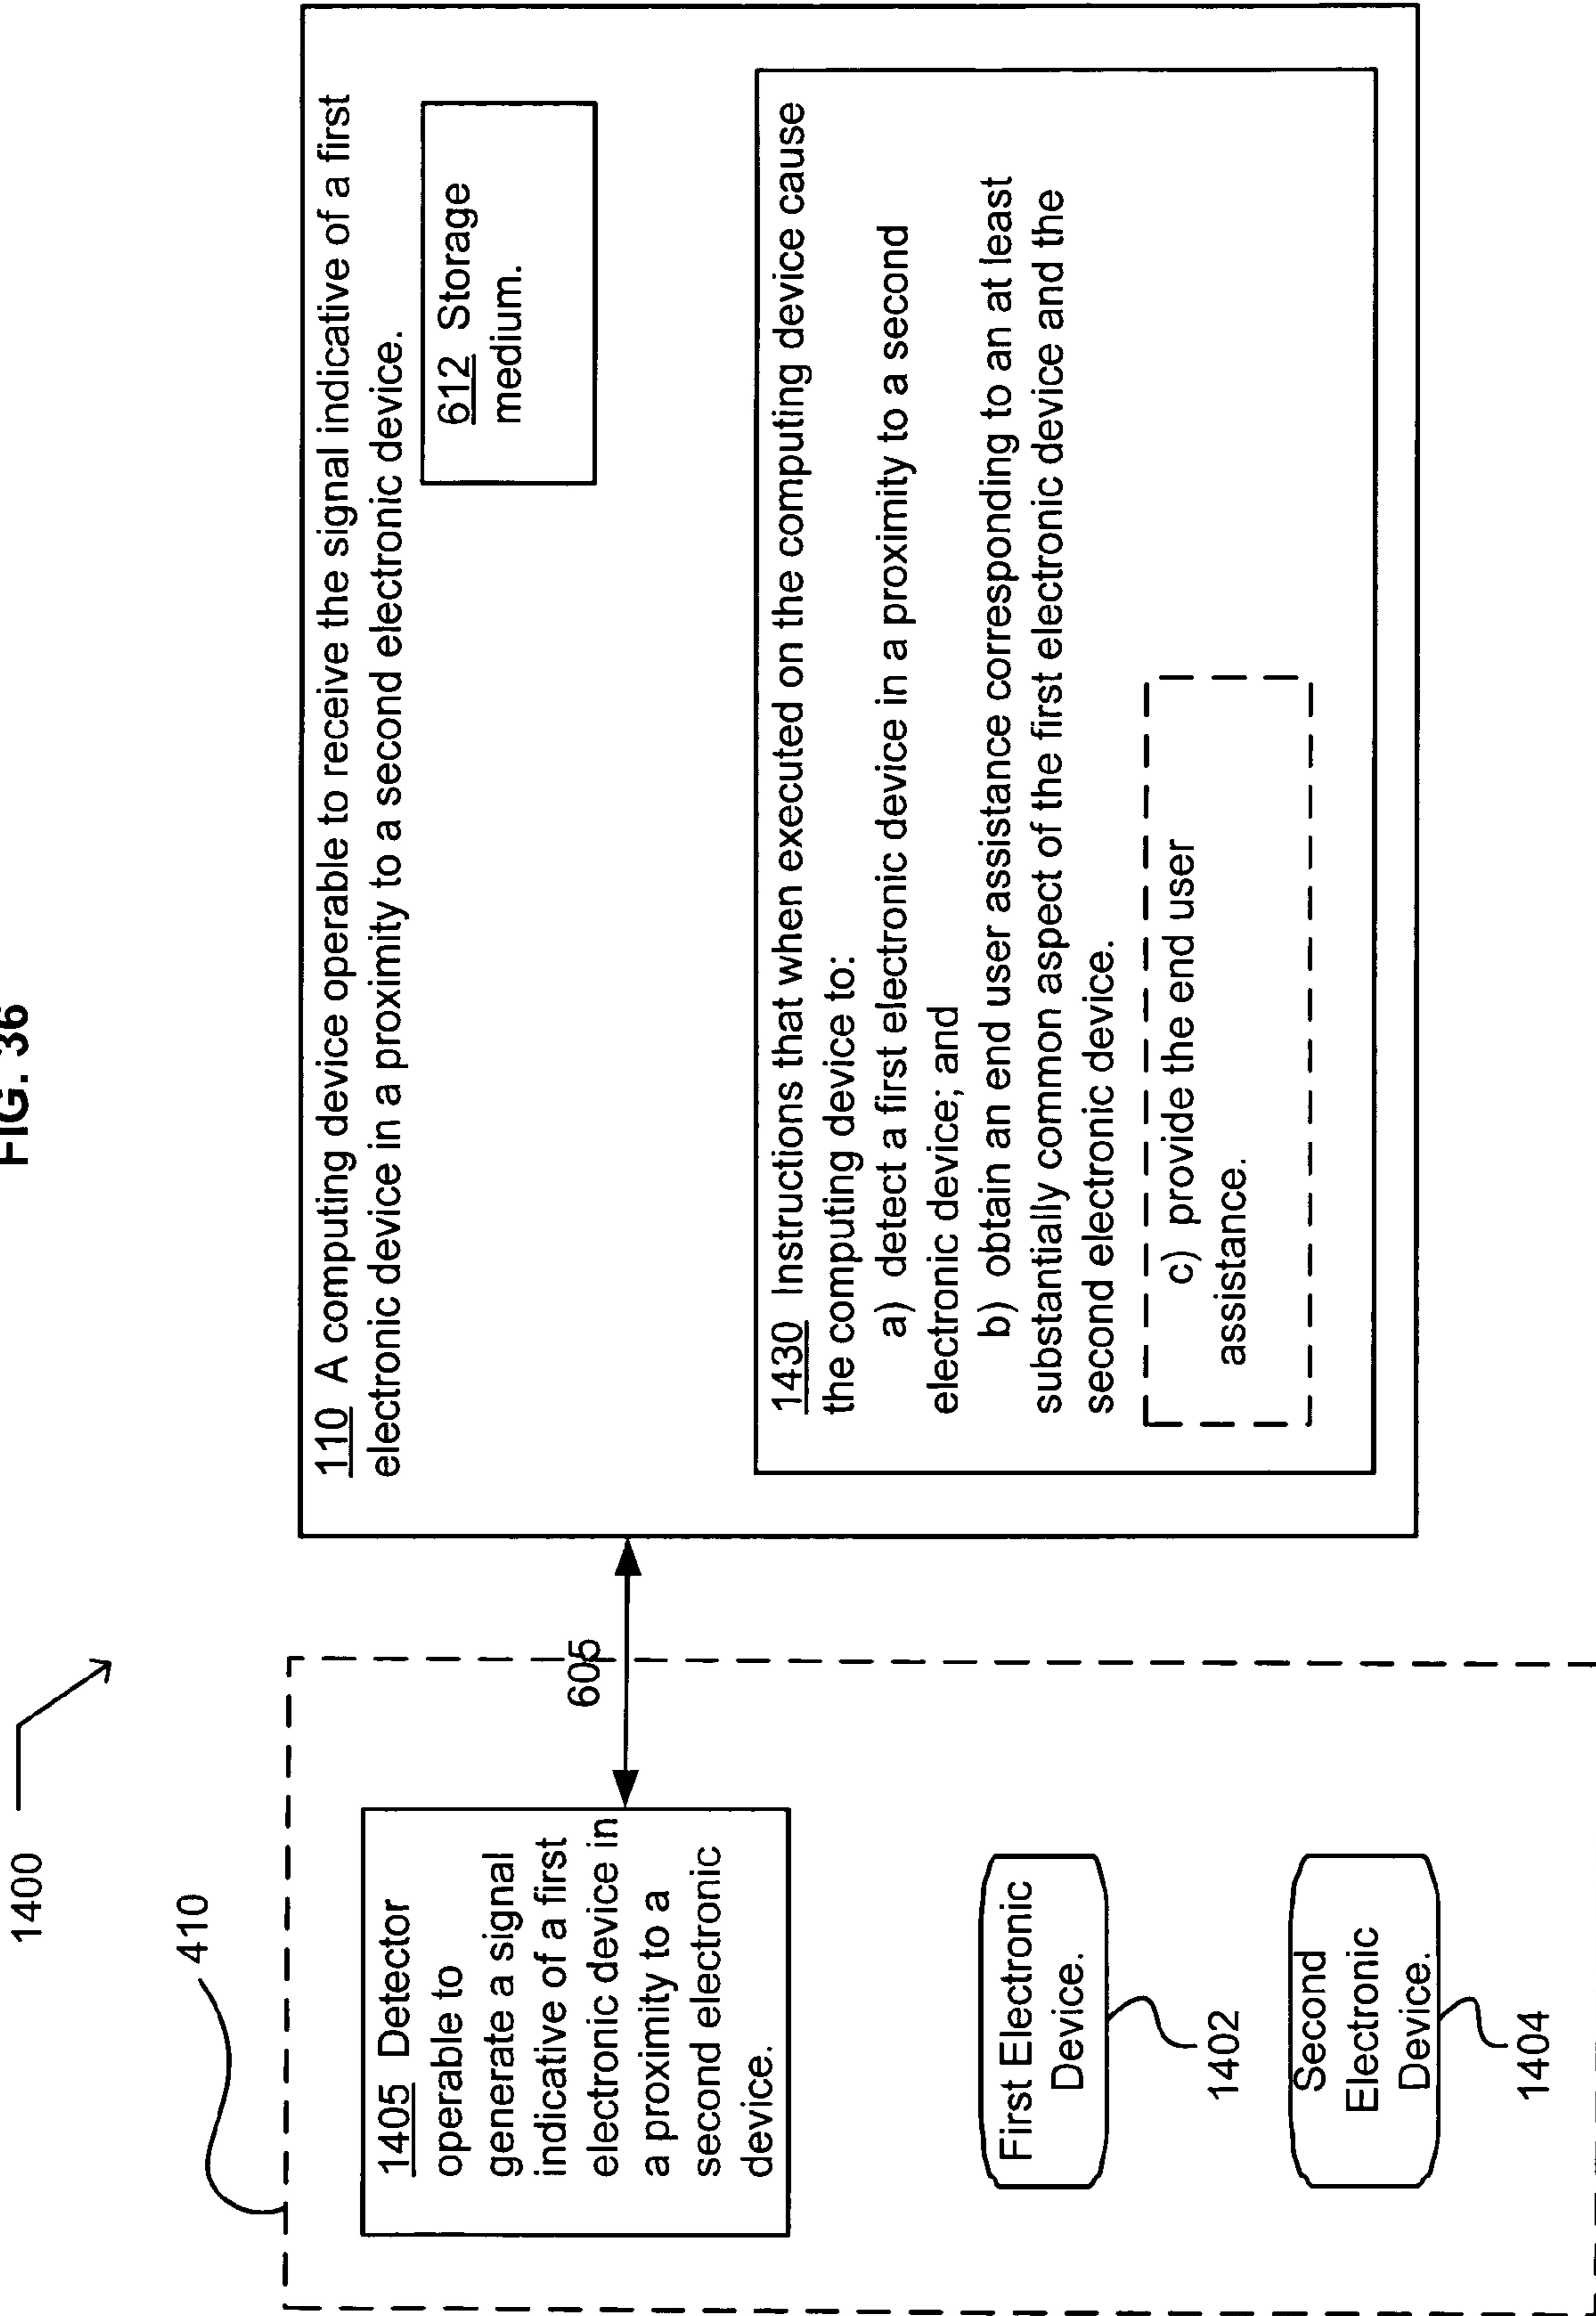 FIG. 36
1400
410
1405 Detector
operable to
generate a signal
indicative of a first
electronic device in
a proximity to a
second electronic
device.
First Electronic
Device.
1402
Second
Electronic
Device.
1404
605
110 A computing device operable to receive the signal indicative of a first
electronic device in a proximity to a second electronic device.
612 Storage
medium.
1430 Instructions that when executed on the computing device cause
the computing device to:
a) detect a first electronic device in a proximity to a second
electronic device; and
b) obtain an end user assistance corresponding to an at least
substantially common aspect of the first electronic device and the
second electronic device.
c) provide the end user
assistance.